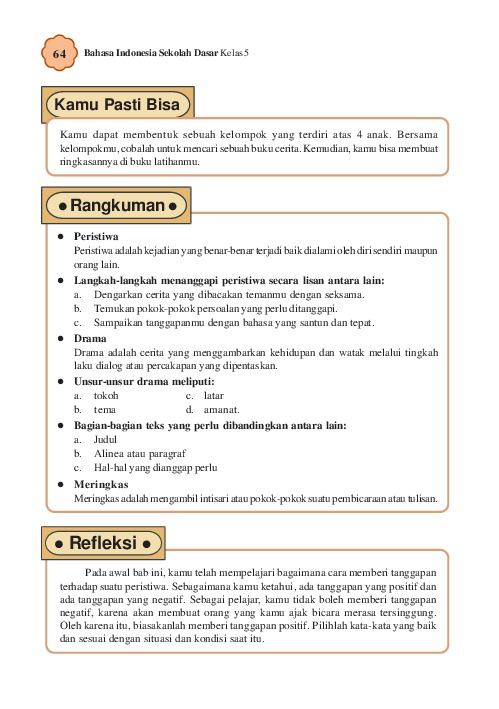 64 Bahasa Indonesia Sekolah Dasar Kelas 5
Kamu Pasti Bisa
Kamu dapat membentuk sebuah kelompok yang terdiri atas 4 anak. Bersama
kelompokmu, cobalah untuk mencari sebuah buku cerita. Kemudian, kamu bisa membuat
ringkasannya di buku latihanmu.
• Rangkuman •
• Peristiwa
Peristiwa adalah kejadian yang benar-benar terjadi baik dialami oleh diri sendiri maupun
orang lain.
• Langkah-langkah menanggapi peristiwa secara lisan antara lain:
a. Dengarkan cerita yang dibacakan temanmu dengan seksama.
b. Temukan pokok-pokok persoalan yang perlu ditanggapi.
c. Sampaikan tanggapanmu dengan bahasa yang santun dan tepat.
• Drama
Drama adalah cerita yang menggambarkan kehidupan dan watak melalui tingkah
laku dialog atau percakapan yang dipentaskan.
• Unsur-unsur drama meliputi:
a. tokoh c. latar
b. tema d. amanat.
• Bagian-bagian teks yang perlu dibandingkan antara lain:
a. Judul
b. Alinea atau paragraf
c. Hal-hal yang dianggap perlu
• Meringkas
Meringkas adalah mengambil intisari atau pokok-pokok suatu pembicaraan atau tulisan.
• Refleksi •
Pada awal bab ini, kamu telah mempelajari bagaimana cara memberi tanggapan
terhadap suatu peristiwa. Sebagaimana kamu ketahui, ada tanggapan yang positif dan
ada tanggapan yang negatif. Sebagai pelajar, kamu tidak boleh memberi tanggapan
negatif, karena akan membuat orang yang kamu ajak bicara merasa tersinggung.
Oleh karena itu, biasakanlah memberi tanggapan positif. Pilihlah kata-kata yang baik
dan sesuai dengan situasi dan kondisi saat itu.